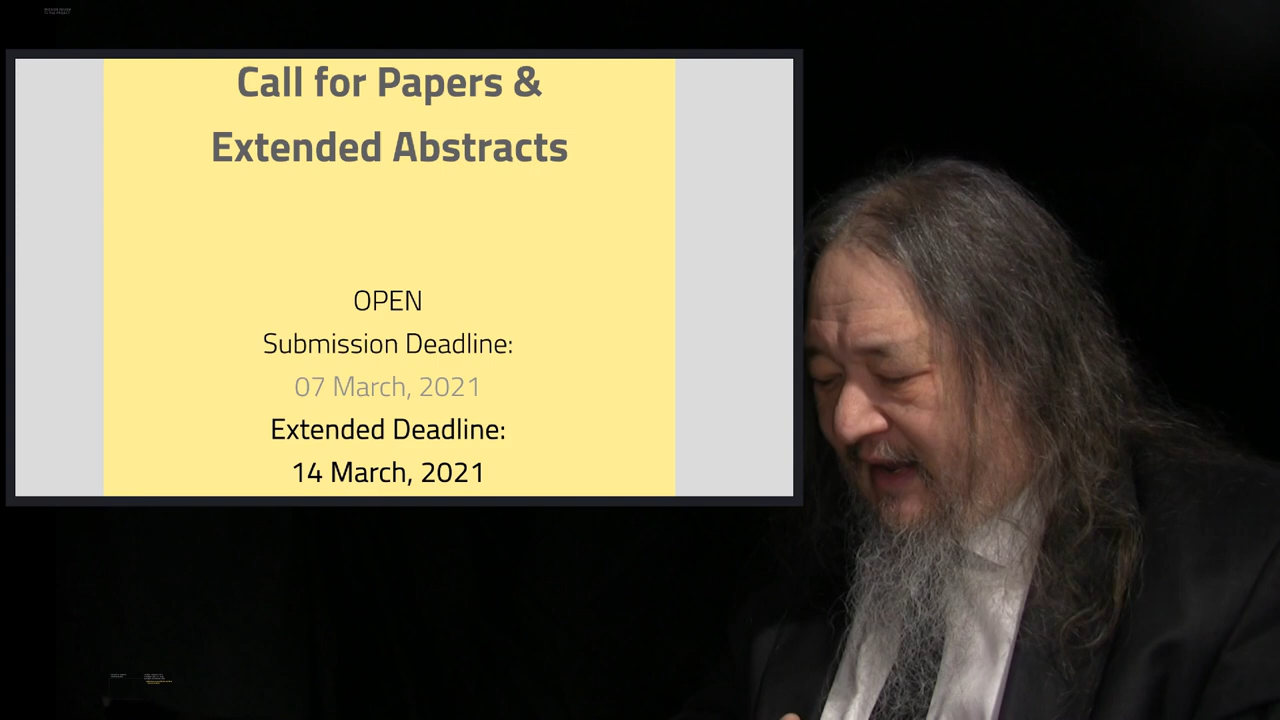 Call for Papers &
Extended Abstracts
OPEN
Submission Deadline:
07 March, 2021
Extended Deadline:
14 March, 2021